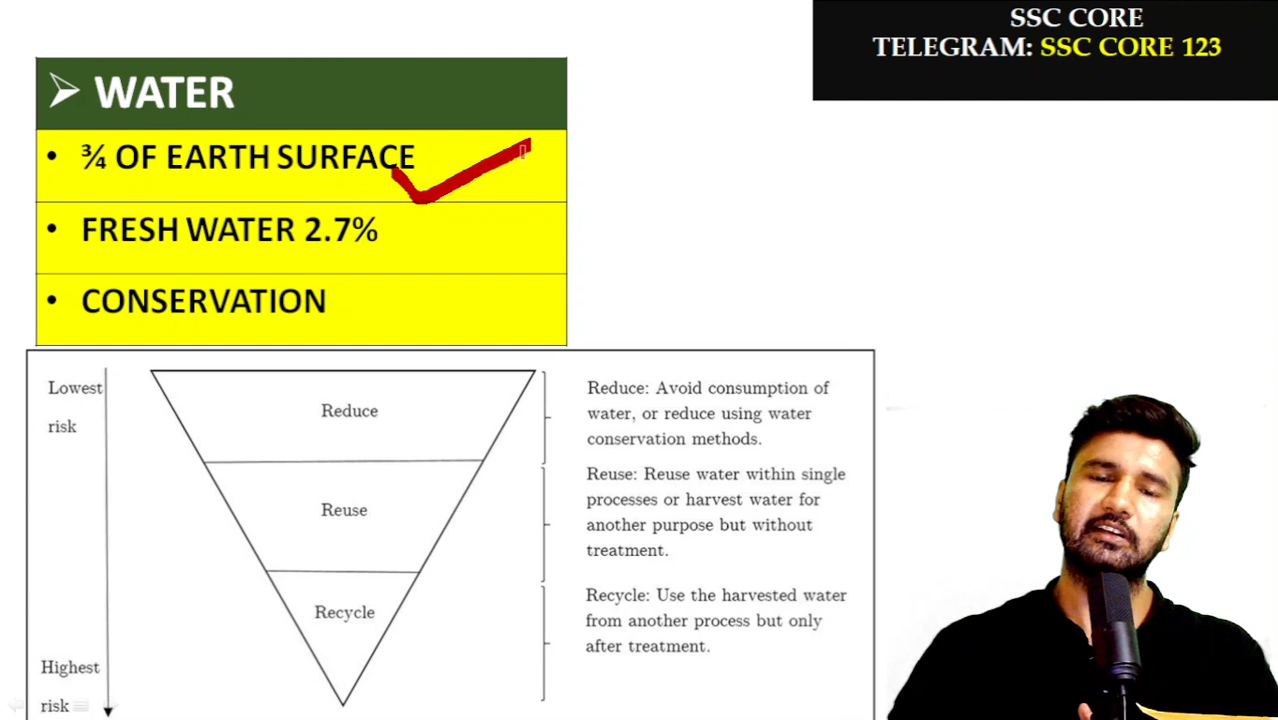 SSC CORE
TELEGRAM: SSC CORE 123
WATER
• ¾ OF EARTH SURFACE
• FRESH WATER 2.7%
• CONSERVATION
Lowest
risk
Reduce
Reduce: Avoid consumption of
water, or reduce using water
conservation methods.
Reuse
Reuse: Reuse water within single
processes or harvest water for
another purpose but without
treatment.
Recycle
Recycle: Use the harvested water
from another process but only
after treatment.
Highest
risk